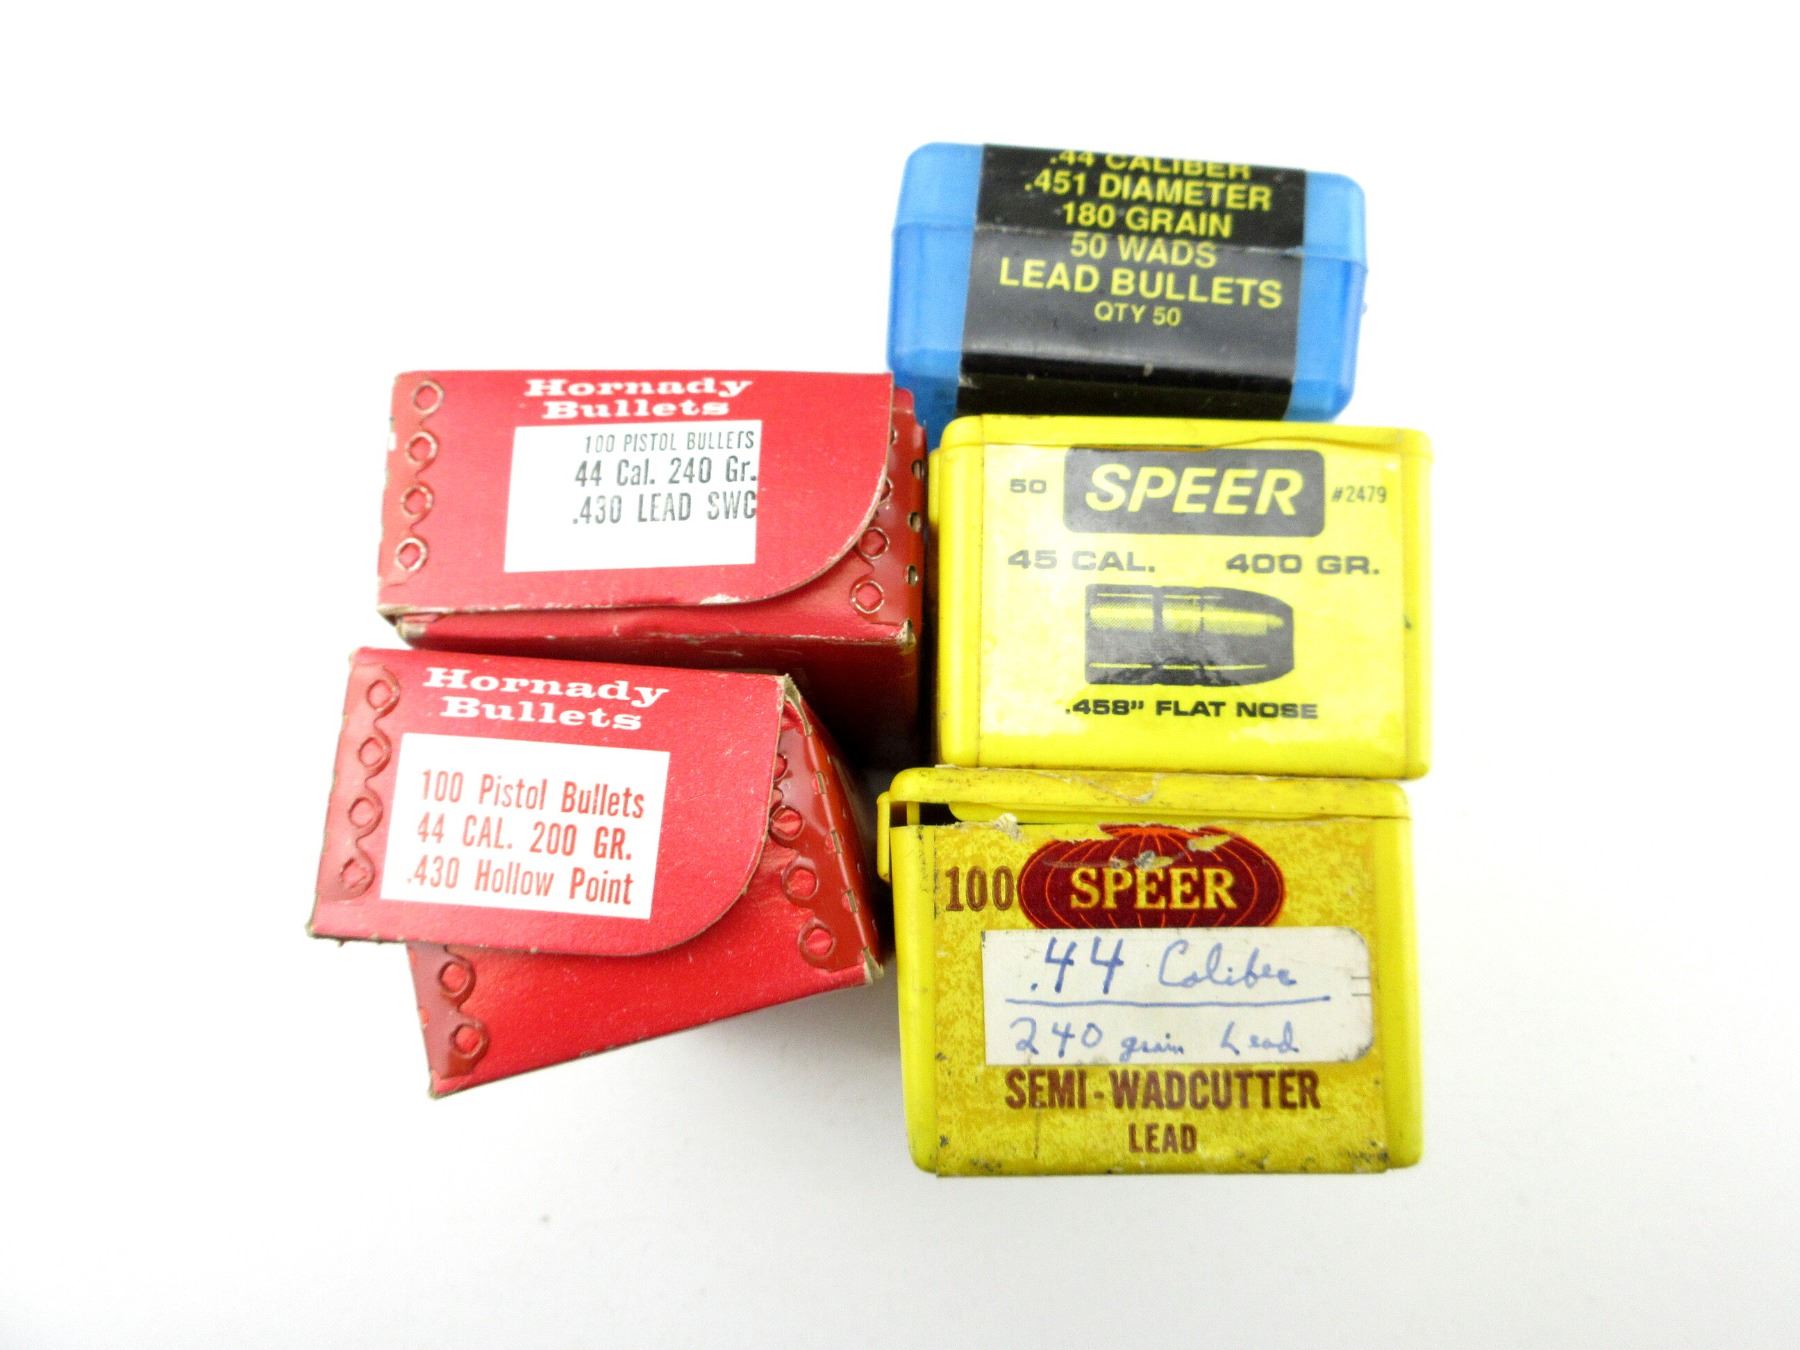 .44 CALIBER
.451 DIAMETER
180 GRAIN
50 WADS
LEAD BULLETS
QTY 50
Hornady
Bullets
100 PISTOL BULLETS
44 Cal. 240 Gr.
.430 LEAD SWC
50 SPEER #2479
45 CAL. 400 GR.
.458" FLAT NOSE
Hornady
Bullets
100 Pistol Bullets
44 CAL. 200 GR.
.430 Hollow Point
100 SPEER
.44 Caliber
240 grain Lead
SEMI-WADCUTTER
LEAD